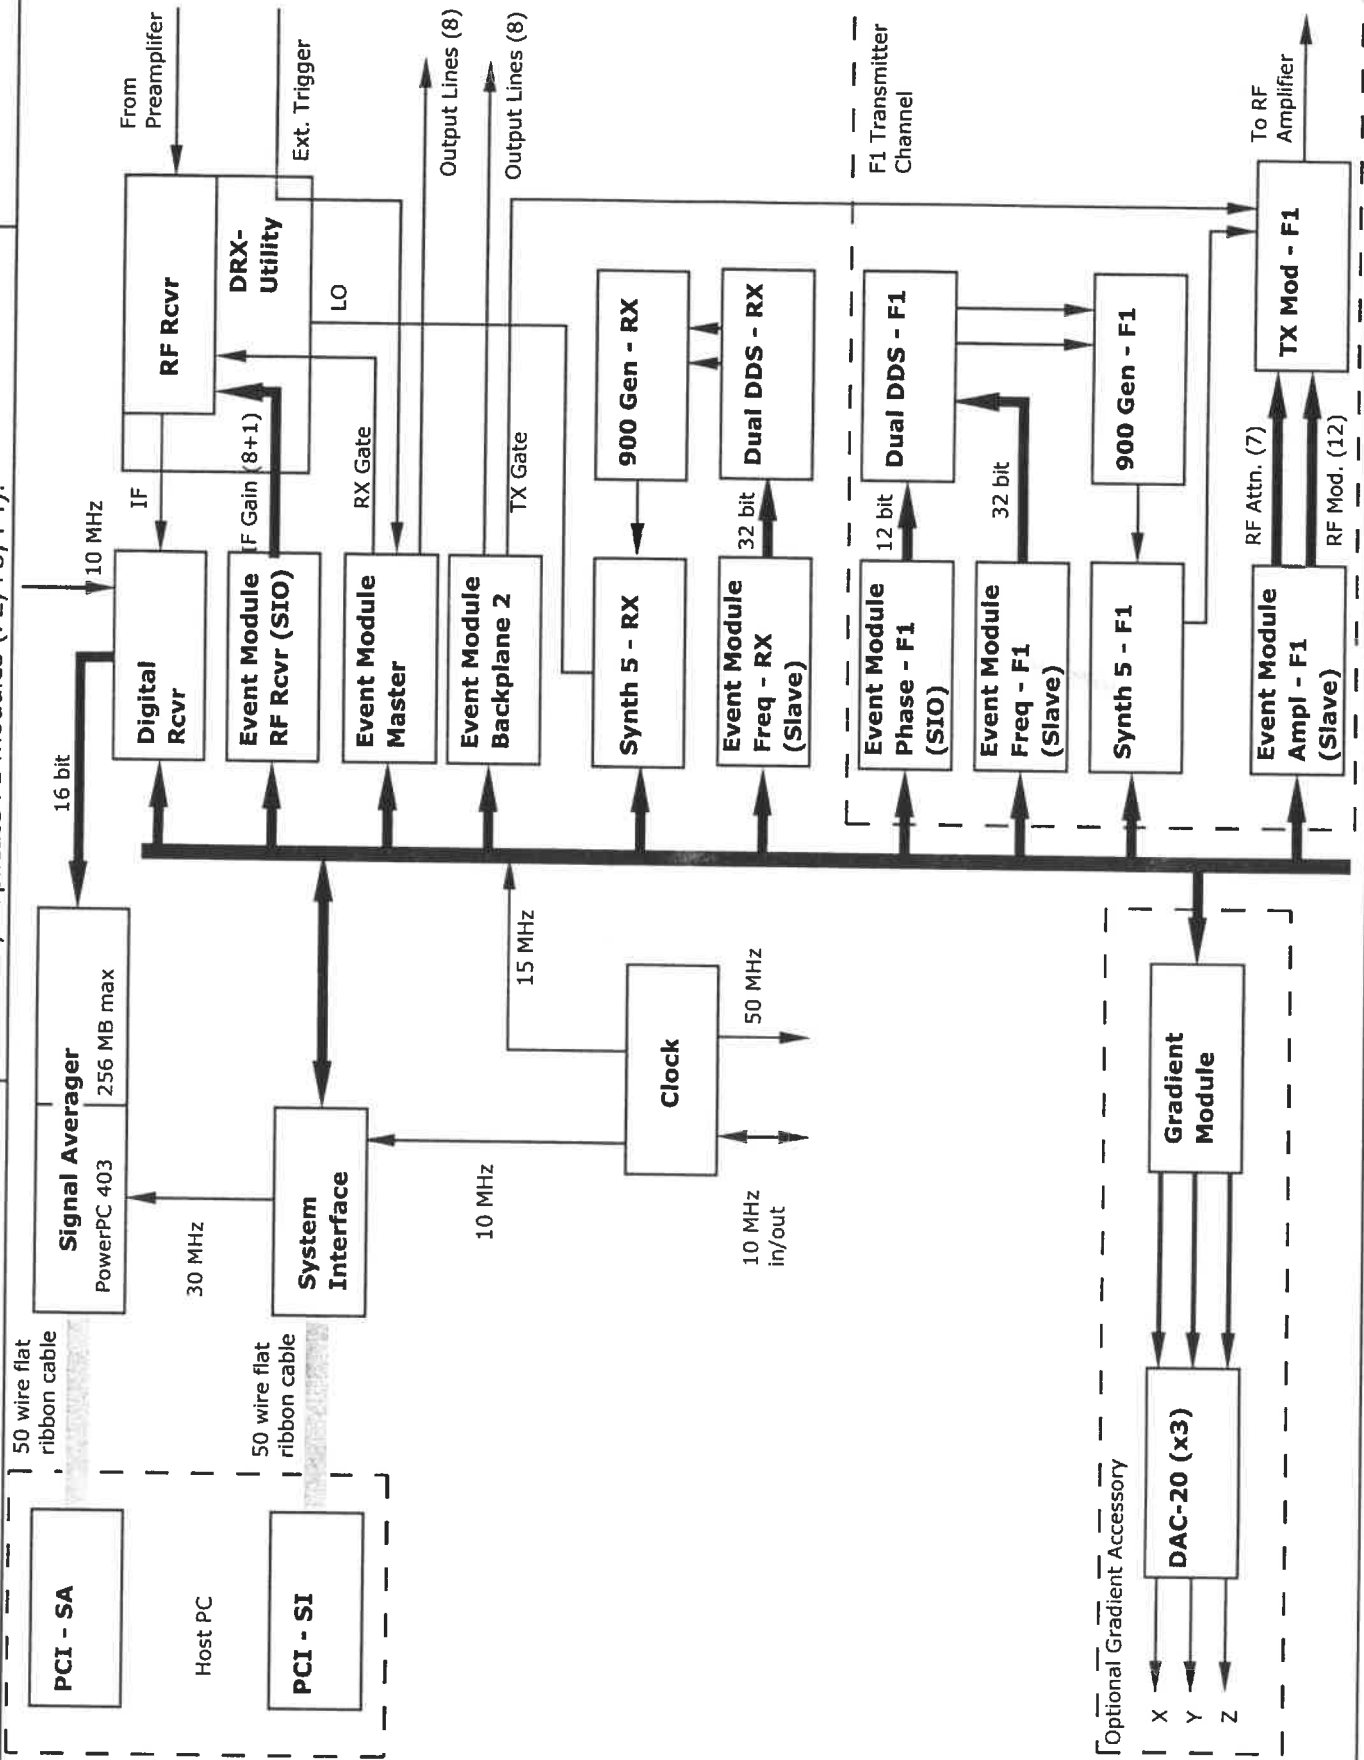 PCI - SA
Host PC
PCI - SI
50 wire flat
ribbon cable
50 wire flat
ribbon cable
Signal Averager
PowerPC 403
256 MB max
30 MHz
System
Interface
10 MHz
10 MHz
in/out
Clock
15 MHz
50 MHz
16 bit
10 MHz
Digital
Rcvr
IF
RF Rcvr
From
Preamplifer
DRX-
Utility
Event Module
RF Rcvr (SIO)
IF Gain (8+1)
LO
Ext. Trigger
Event Module
Master
RX Gate
Output Lines (8)
Event Module
Backplane 2
TX Gate
Output Lines (8)
Synth 5 - RX
900 Gen - RX
Event Module
Freq - RX
(Slave)
32 bit
Dual DDS - RX
F1 Transmitter
Channel
Event Module
Phase - F1
(SIO)
12 bit
Dual DDS - F1
Event Module
Freq - F1
(Slave)
32 bit
Synth 5 - F1
900 Gen - F1
Event Module
Ampl - F1
(Slave)
RF Attn. (7)
RF Mod. (12)
TX Mod - F1
To RF
Amplifier
Optional Gradient Accessory
X
Y
Z
DAC-20 (x3)
Gradient
Module